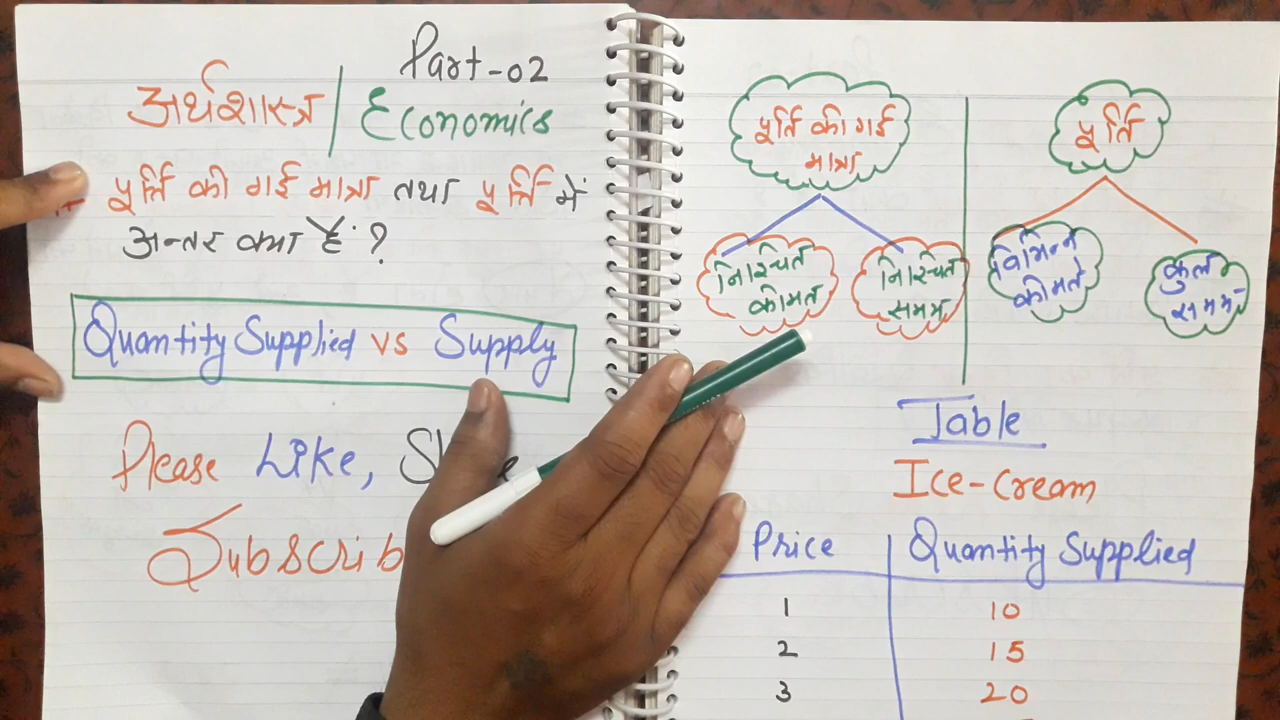 Part-02
अर्थशास्त्र | Economics
पूर्ति की गई मात्रा तथा पूर्ति में
अन्तर क्या है ?
Quantity Supplied vs Supply
Please Like,
पूर्ति की गई
मात्रा
निश्चित
कीमत
निश्चित
समय
पूर्ति
विभिन्न
कीमतें
कुल
समय
Table
Ice-Cream
Price | Quantity Supplied
1 | 10
2 | 15
3 | 20